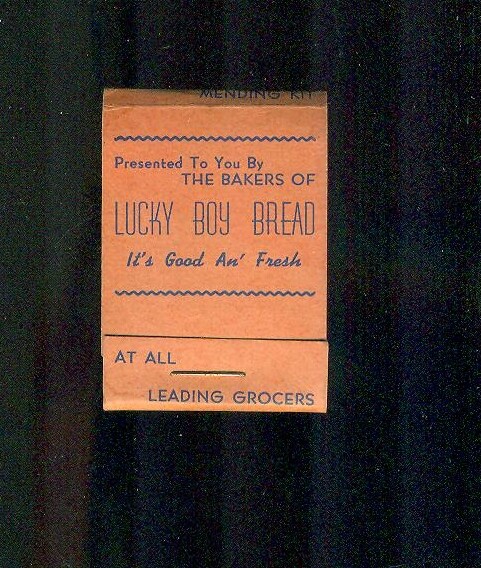 MENDING KIT
Presented To You By
THE BAKERS OF
LUCKY BOY BREAD
It's Good An' Fresh
AT ALL
LEADING GROCERS